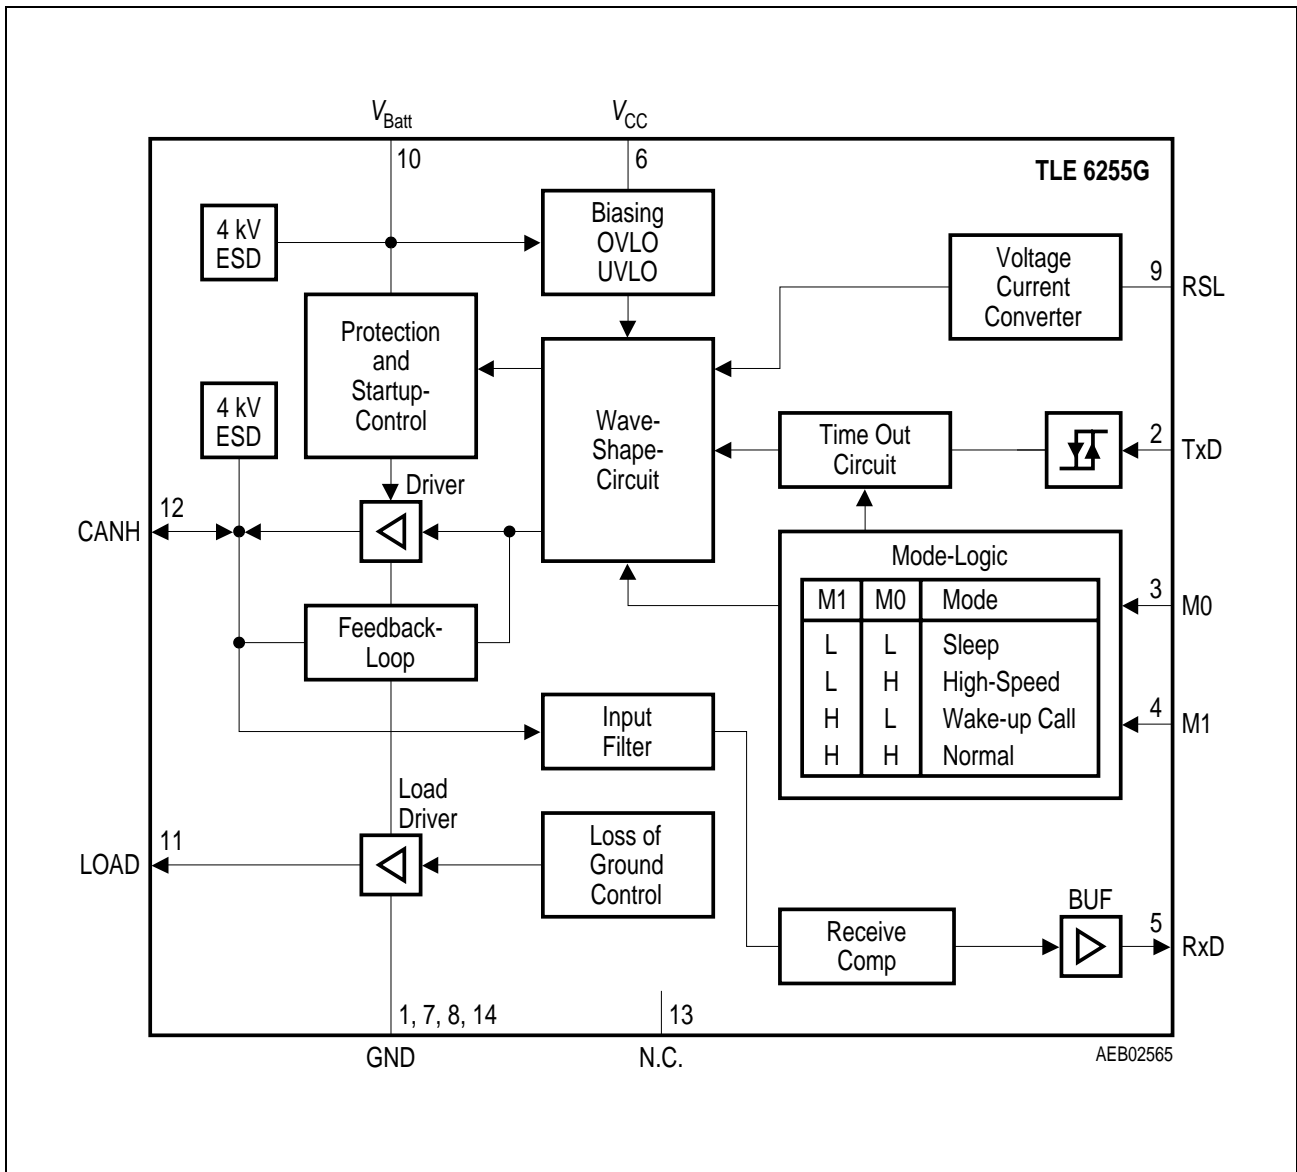 VBatt
VCC
10
6
TLE 6255G
4 kV
ESD
Biasing
OVLO
UVLO
Voltage
Current
Converter
9
RSL
Protection
and
Startup-
Control
4 kV
ESD
Wave-
Shape-
Circuit
Time Out
Circuit
2
TxD
Driver
12
CANH
Mode-Logic
M1 M0 Mode
L L Sleep
L H High-Speed
H L Wake-up Call
H H Normal
3
M0
4
M1
Feedback-
Loop
Input
Filter
Load
Driver
11
LOAD
Loss of
Ground
Control
Receive
Comp
BUF
5
RxD
1, 7, 8, 14
13
GND
N.C.
AEB02565